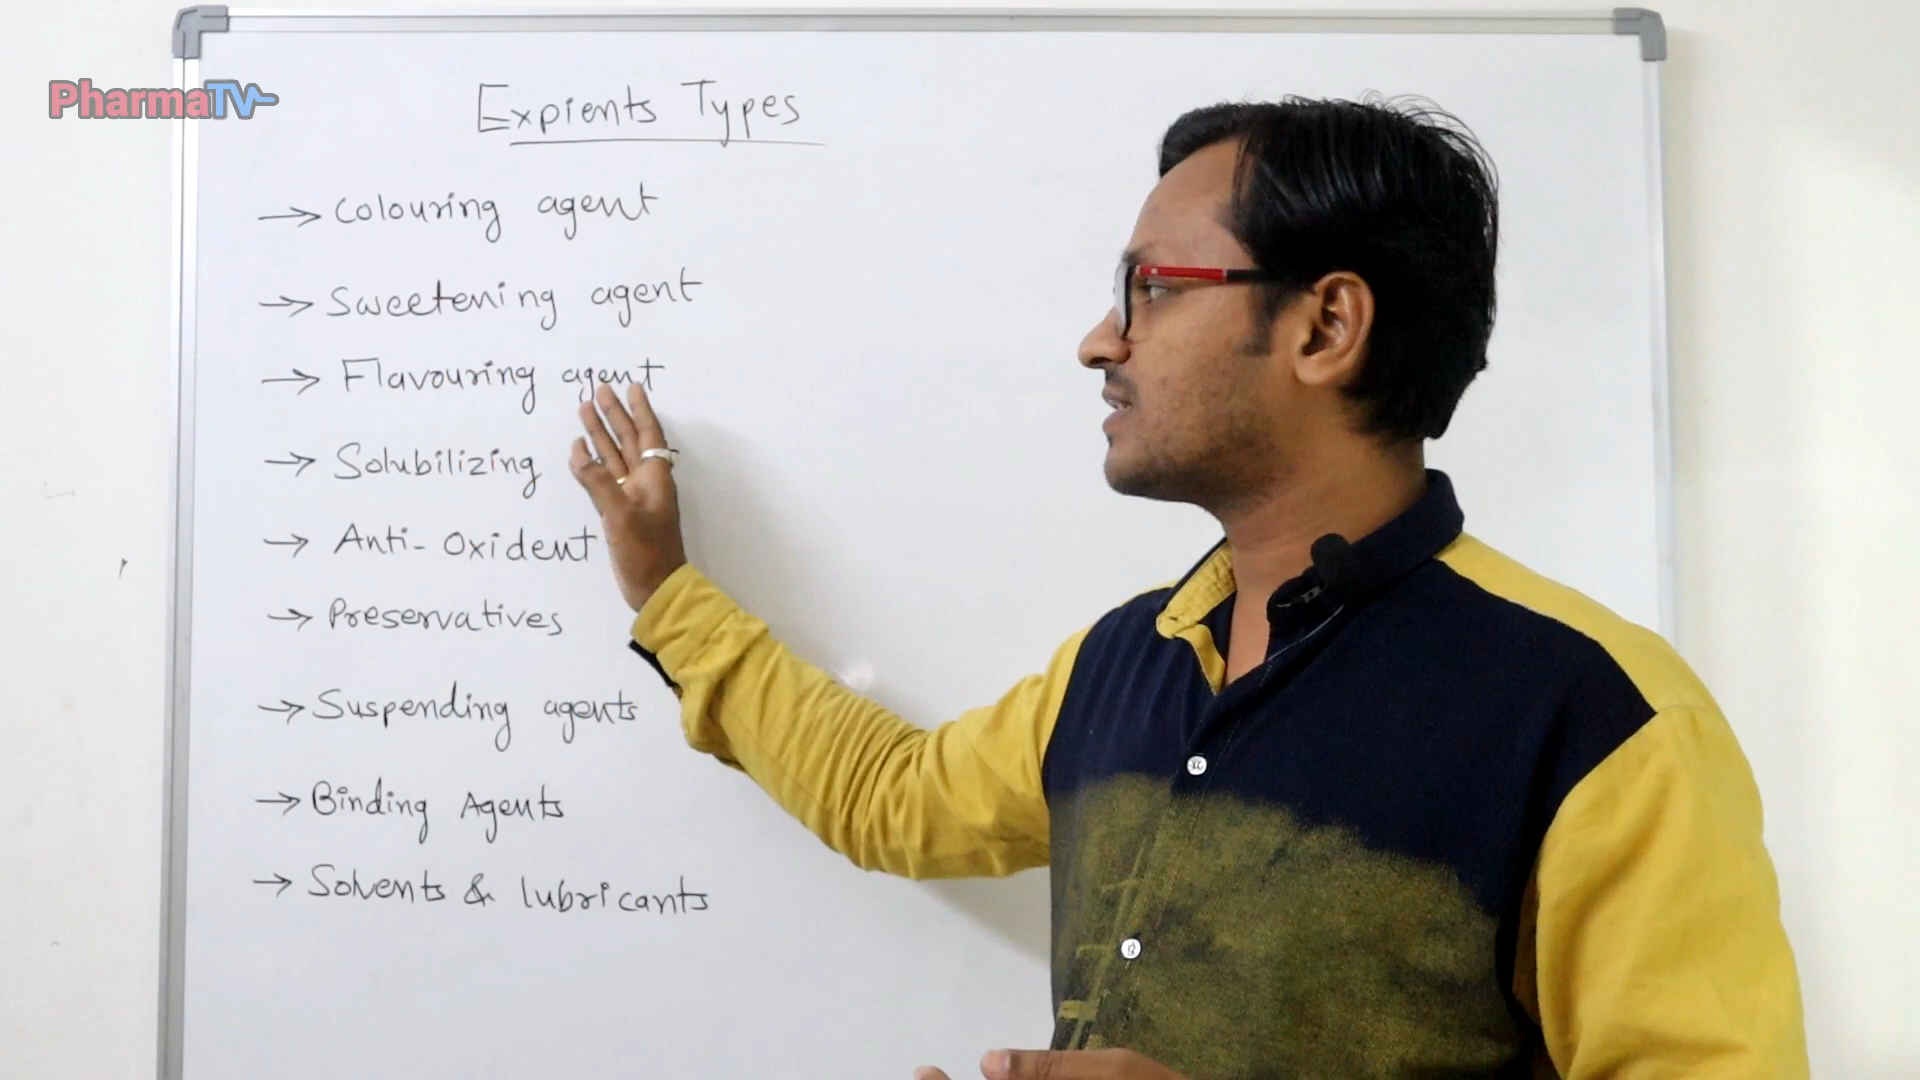 PharmaTV
Expients Types
→ Colouring agent
→ Sweetening agent
→ Flavouring agent
→ Solubilizing
→ Anti-Oxident
→ Preservatives
→ Suspending agents
→ Binding Agents
→ Solvents & lubricants